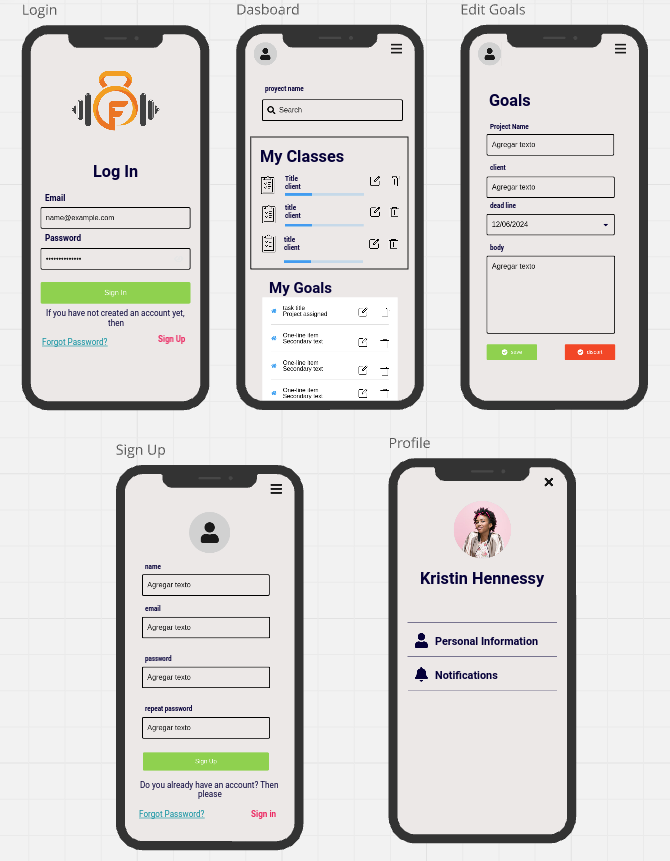 Login
Dasboard
Edit Goals
F
Log In
Email
name@example.com
Password
••••••••••••••
Sign In
If you have not created an account yet,
then
Forgot Password?
Sign Up
proyect name
Search
My Classes
Title
client
title
client
title
client
My Goals
task title
Project assigned
One-line item
Secondary text
One-line item
Secondary text
One-line item
Secondary text
Goals
Project Name
Agregar texto
client
Agregar texto
dead line
12/06/2024
body
Agregar texto
save
Sign Up
Profile
name
Agregar texto
email
Agregar texto
password
Agregar texto
repeat password
Agregar texto
Sign Up
Do you already have an account? Then
please
Forgot Password?
Sign in
Kristin Hennessy
Personal Information
Notifications